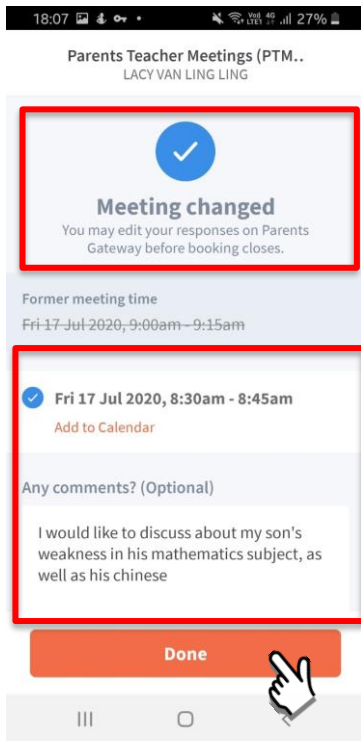 18:07 27%
Parents Teacher Meetings (PTM..
LACY VAN LING LING
Meeting changed
You may edit your responses on Parents
Gateway before booking closes.
Former meeting time
Fri 17 Jul 2020, 9:00am - 9:15am
Fri 17 Jul 2020, 8:30am - 8:45am
Add to Calendar
Any comments? (Optional)
I would like to discuss about my son's
weakness in his mathematics subject, as
well as his chinese
Done